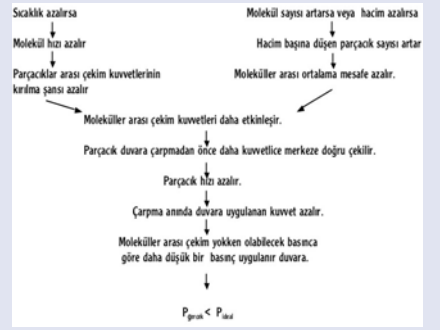 Sıcaklık azalırsa
Molekül hızı azalır
Parçacıklar arası çekim kuvvetlerinin
kırılma şansı azalır
Molekül sayısı artarsa veya hacim azalırsa
Hacim başına düşen parçacık sayısı artar
Moleküller arası ortalama mesafe azalır.
Moleküller arası çekim kuvvetleri daha etkinleşir.
Parçacık duvara çarpmadan önce daha kuvvetlice merkeze doğru çekilir.
Parçacık hızı azalır.
Çarpma anında duvara uygulanan kuvvet azalır.
Moleküller arası çekim yokken olabilecek basınca
göre daha düşük bir basınç uygulanır duvara.
Pgerçek < Pideal